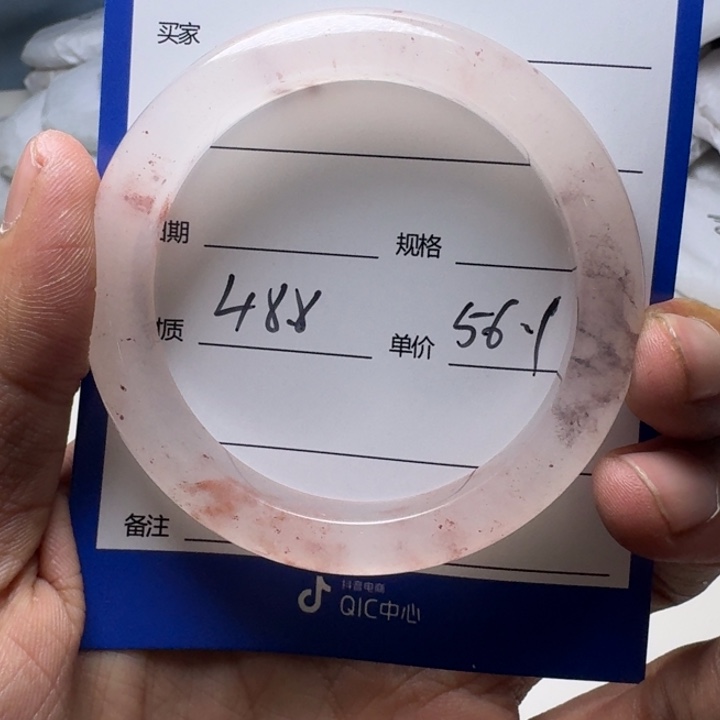 买家
期 规格
质 488 单价 56.1
备注
抖音电商
QIC中心